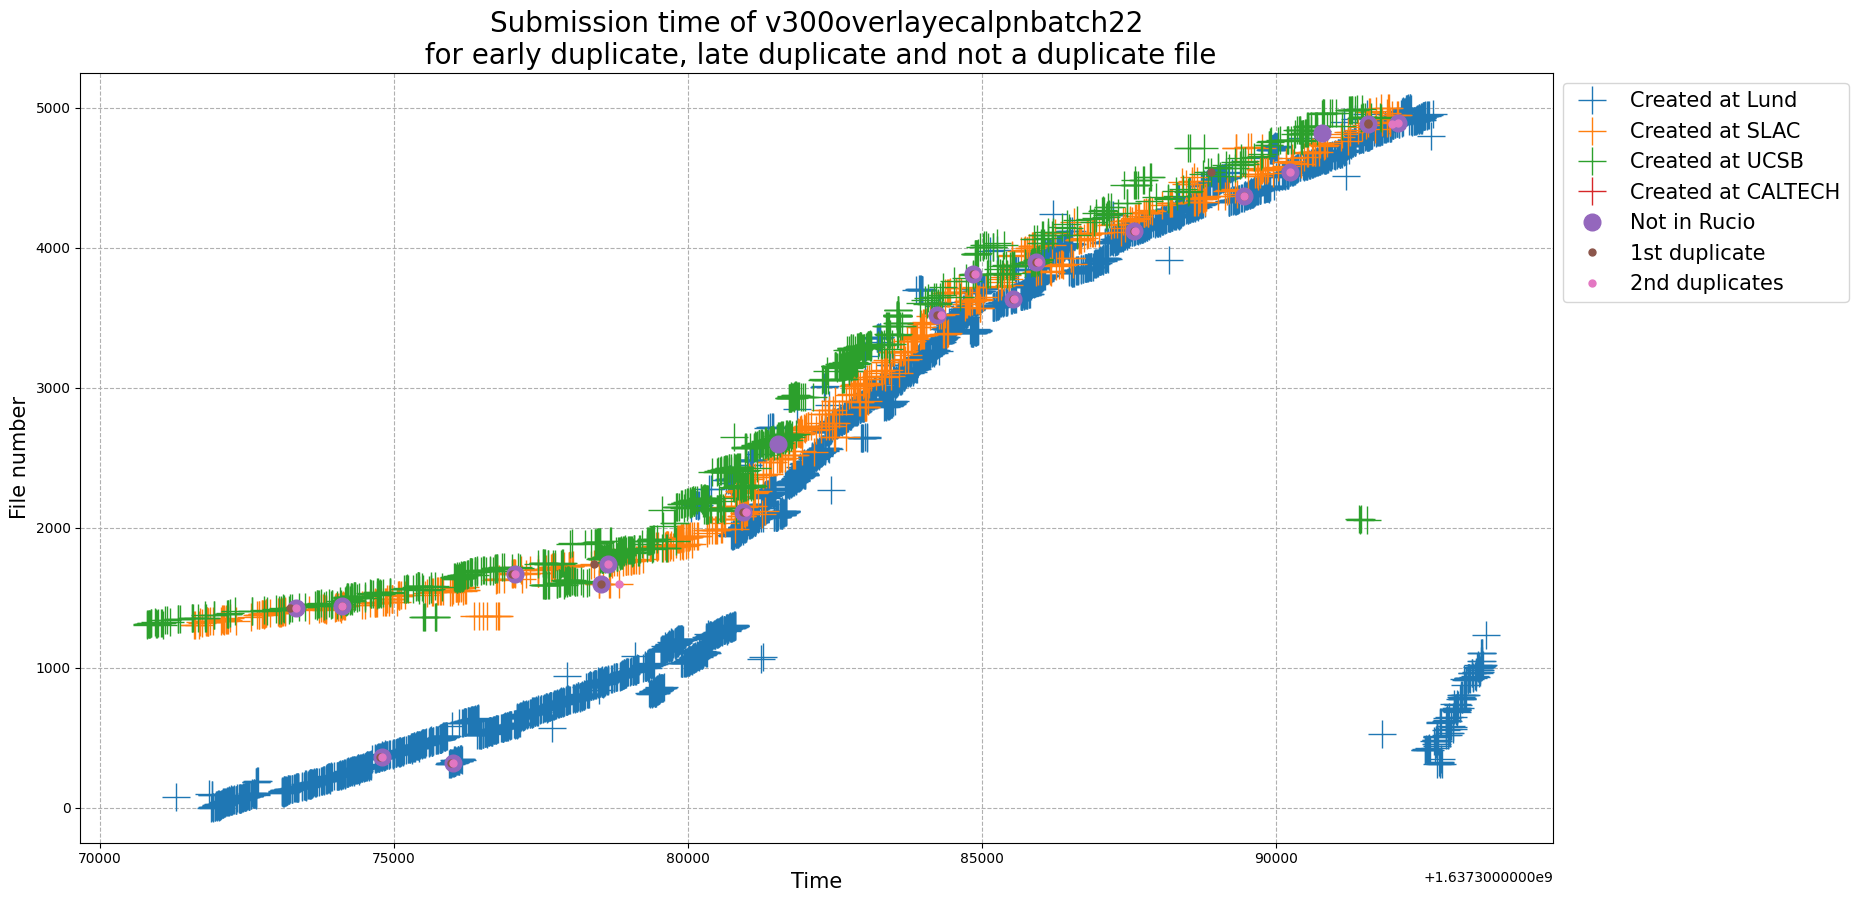 Submission time of v300overlayecalpnbatch22
for early duplicate, late duplicate and not a duplicate file
File number
5000
4000
3000
2000
1000
0
70000
75000
80000
85000
90000
+1.6373000000e9
Time
Created at Lund
Created at SLAC
Created at UCSB
Created at CALTECH
Not in Rucio
1st duplicate
2nd duplicates